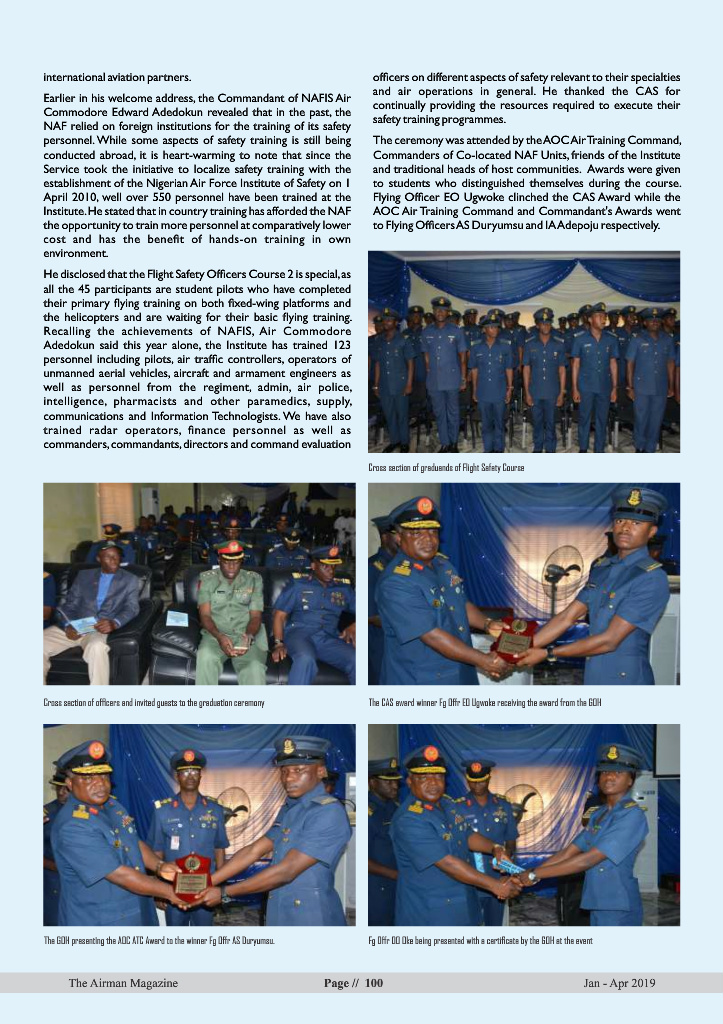 international aviation partners.
Earlier in his welcome address, the Commandant of NAFIS Air
Commodore Edward Adedokun revealed that in the past, the
NAF relied on foreign institutions for the training of its safety
personnel. While some aspects of safety training is still being
conducted abroad, it is heart-warming to note that since the
Service took the initiative to localize safety training with the
establishment of the Nigerian Air Force Institute of Safety on 1
April 2010, well over 550 personnel have been trained at the
Institute. He stated that in country training has afforded the NAF
the opportunity to train more personnel at comparatively lower
cost and has the benefit of hands-on training in own
environment.
He disclosed that the Flight Safety Officers Course 2 is special, as
all the 45 participants are student pilots who have completed
their primary flying training on both fixed-wing platforms and
the helicopters and are waiting for their basic flying training.
Recalling the achievements of NAFIS, Air Commodore
Adedokun said this year alone, the Institute has trained 123
personnel including pilots, air traffic controllers, operators of
unmanned aerial vehicles, aircraft and armament engineers as
well as personnel from the regiment, admin, air police,
intelligence, pharmacists and other paramedics, supply,
communications and Information Technologists. We have also
trained radar operators, finance personnel as well as
commanders, commandants, directors and command evaluation
officers on different aspects of safety relevant to their specialties
and air operations in general. He thanked the CAS for
continually providing the resources required to execute their
safety training programmes.
The ceremony was attended by the AOC Air Training Command,
Commanders of Co-located NAF Units, friends of the Institute
and traditional heads of host communities. Awards were given
to students who distinguished themselves during the course.
Flying Officer EO Ugwoke clinched the CAS Award while the
AOC Air Training Command and Commandant's Awards went
to Flying Officers AS Duryumsu and IA Adepoju respectively.
Cross section of graduands of Flight Safety Course
Cross section of officers and invited guests to the graduation ceremony
The CAS award winner Fg Offr EO Ugwoke receiving the award from the GOH
The GOH presenting the AOC ATC Award to the winner Fg Offr AS Duryumsu.
Fg Offr OO Oke being presented with a certificate by the GOH at the event
The Airman Magazine
Page // 100
Jan - Apr 2019